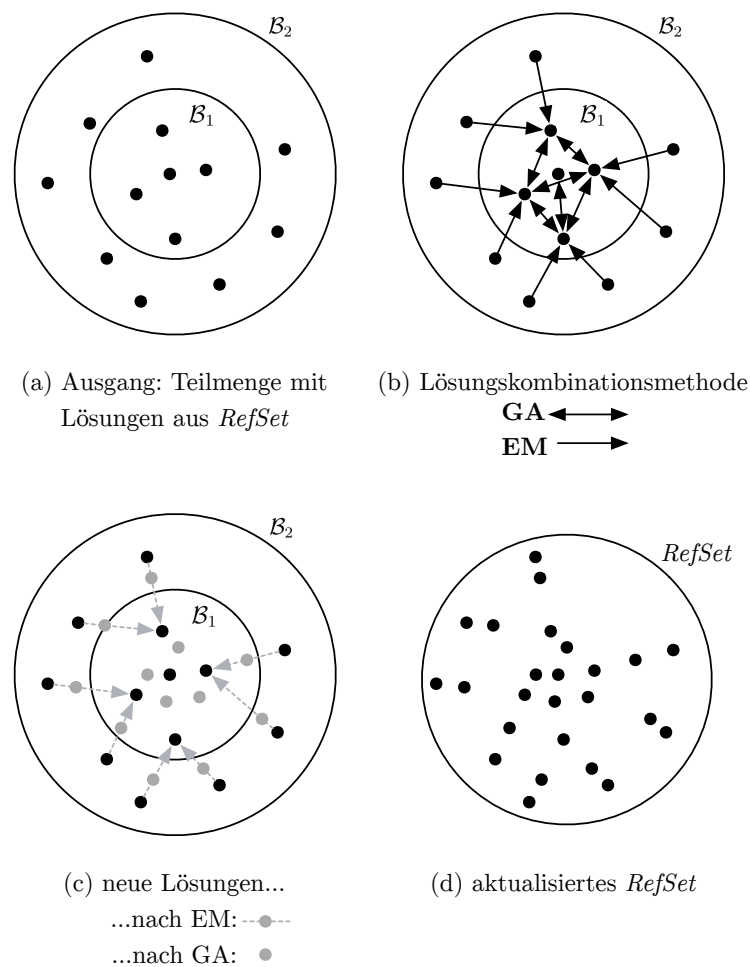 B₂
B₁
B₂
B₁
(a) Ausgang: Teilmenge mit
Lösungen aus RefSet
(b) Lösungskombinationsmethode
GA
EM
B₂
B₁
RefSet
(c) neue Lösungen...
...nach EM:
...nach GA:
(d) aktualisiertes RefSet